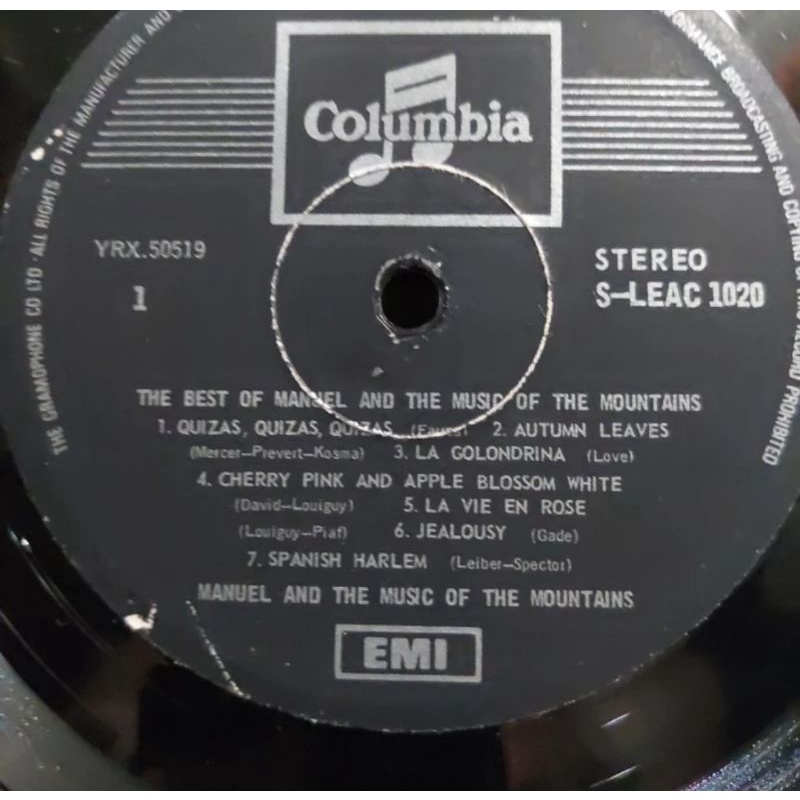 Columbia
YRX.50519
STEREO
1
S-LEAC 1020
THE BEST OF MANUEL AND THE MUSIC OF THE MOUNTAINS
1. QUIZAS, QUIZAS, QUIZAS 2. AUTUMN LEAVES
(Mercer-Prevert-Kosma) 3. LA GOLONDRINA (Love)
4. CHERRY PINK AND APPLE BLOSSOM WHITE
(David-Louiguy) 5. LA VIE EN ROSE
(Louiguy-Piaf) 6. JEALOUSY (Gade)
7. SPANISH HARLEM (Leiber-Spector)
MANUEL AND THE MUSIC OF THE MOUNTAINS
EMI
THE GRAMOPHONE CO LTD · ALL RIGHTS OF THE MANUFACTURER AND
BROADCASTING AND COPYING OF THIS RECORD PROHIBITED